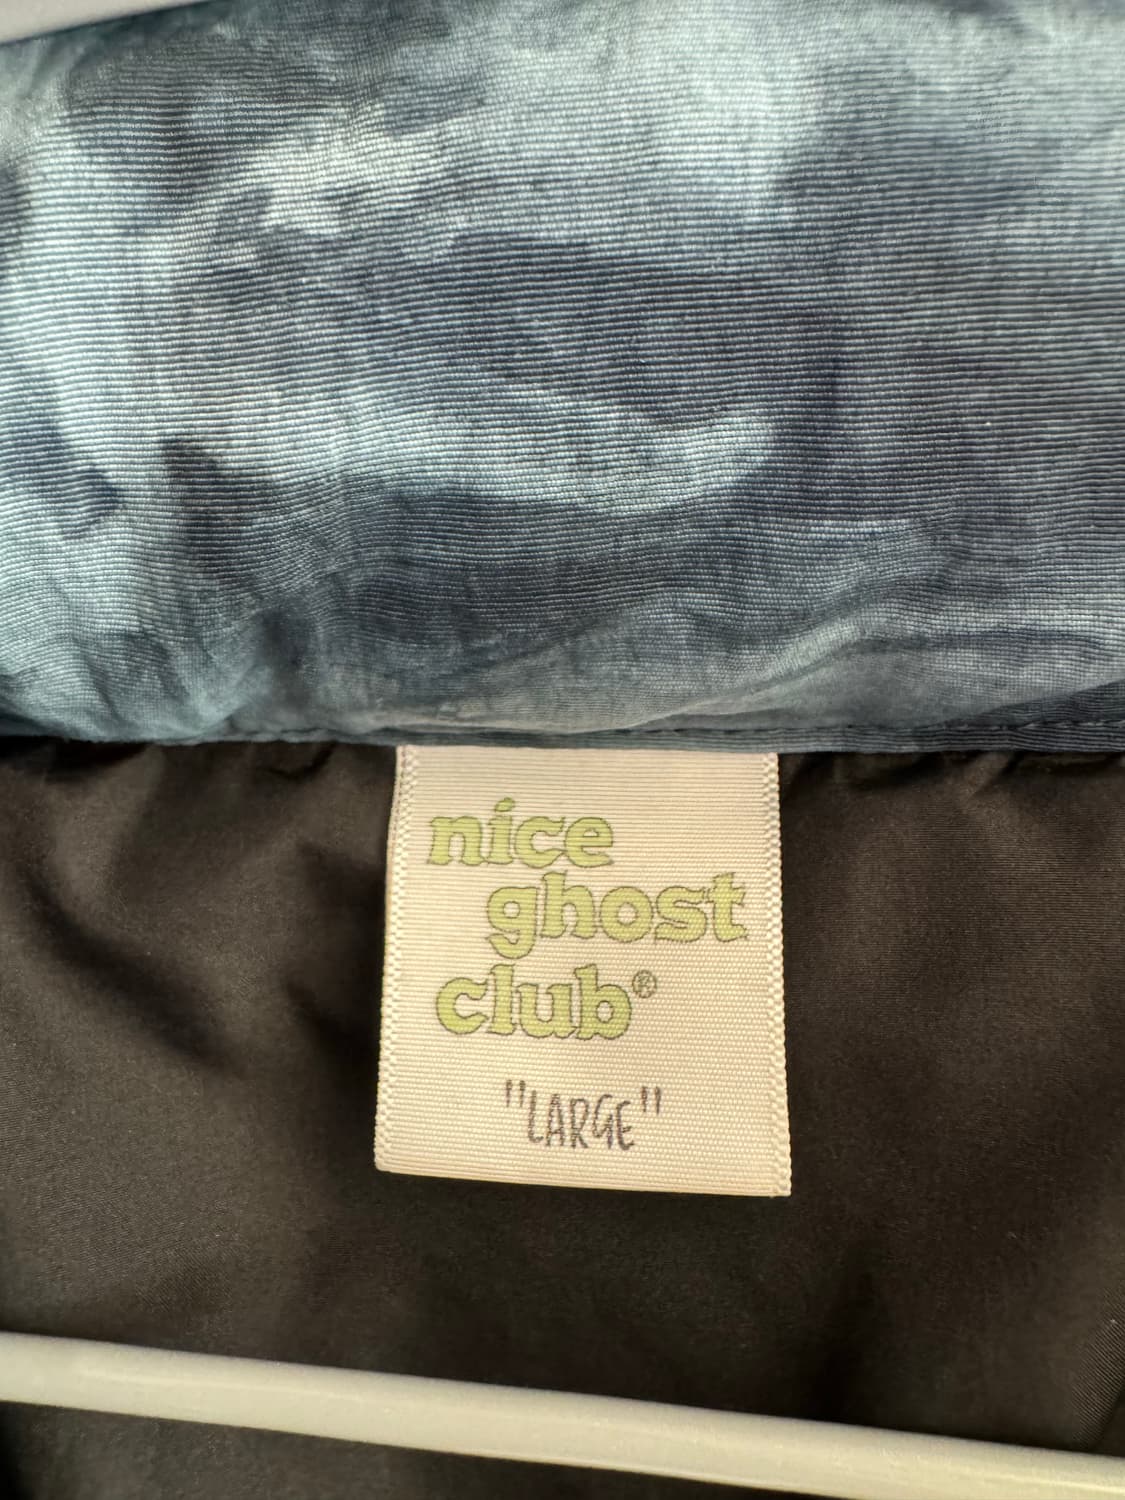 nice
ghost
club®
"LARGE"